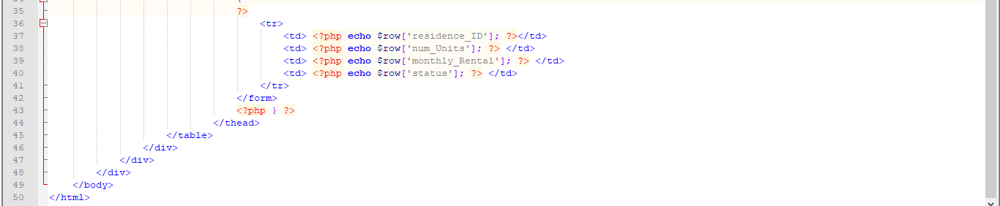 35 ?>
36 <tr>
37 <td> <?php echo $row['residence_ID']; ?></td>
38 <td> <?php echo $row['num_Units']; ?> </td>
39 <td> <?php echo $row['monthly_Rental']; ?> </td>
40 <td> <?php echo $row['status']; ?> </td>
41 </tr>
42 </form>
43 <?php } ?>
44 </thead>
45 </table>
46 </div>
47 </div>
48 </div>
49 </body>
50 </html>